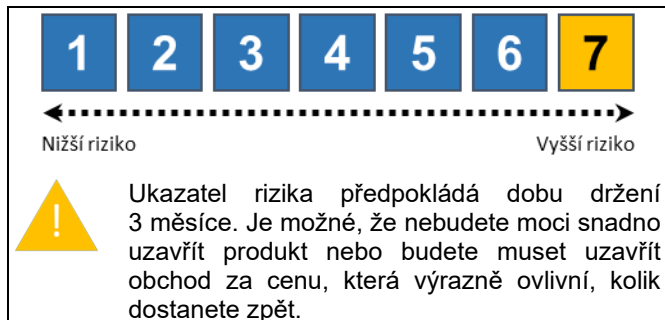 1 2 3 4 5 6 7
Nižší riziko Vyšší riziko
!
Ukazatel rizika předpokládá dobu držení
3 měsíce. Je možné, že nebudete moci snadno
uzavřít produkt nebo budete muset uzavřít
obchod za cenu, která výrazně ovlivní, kolik
dostanete zpět.